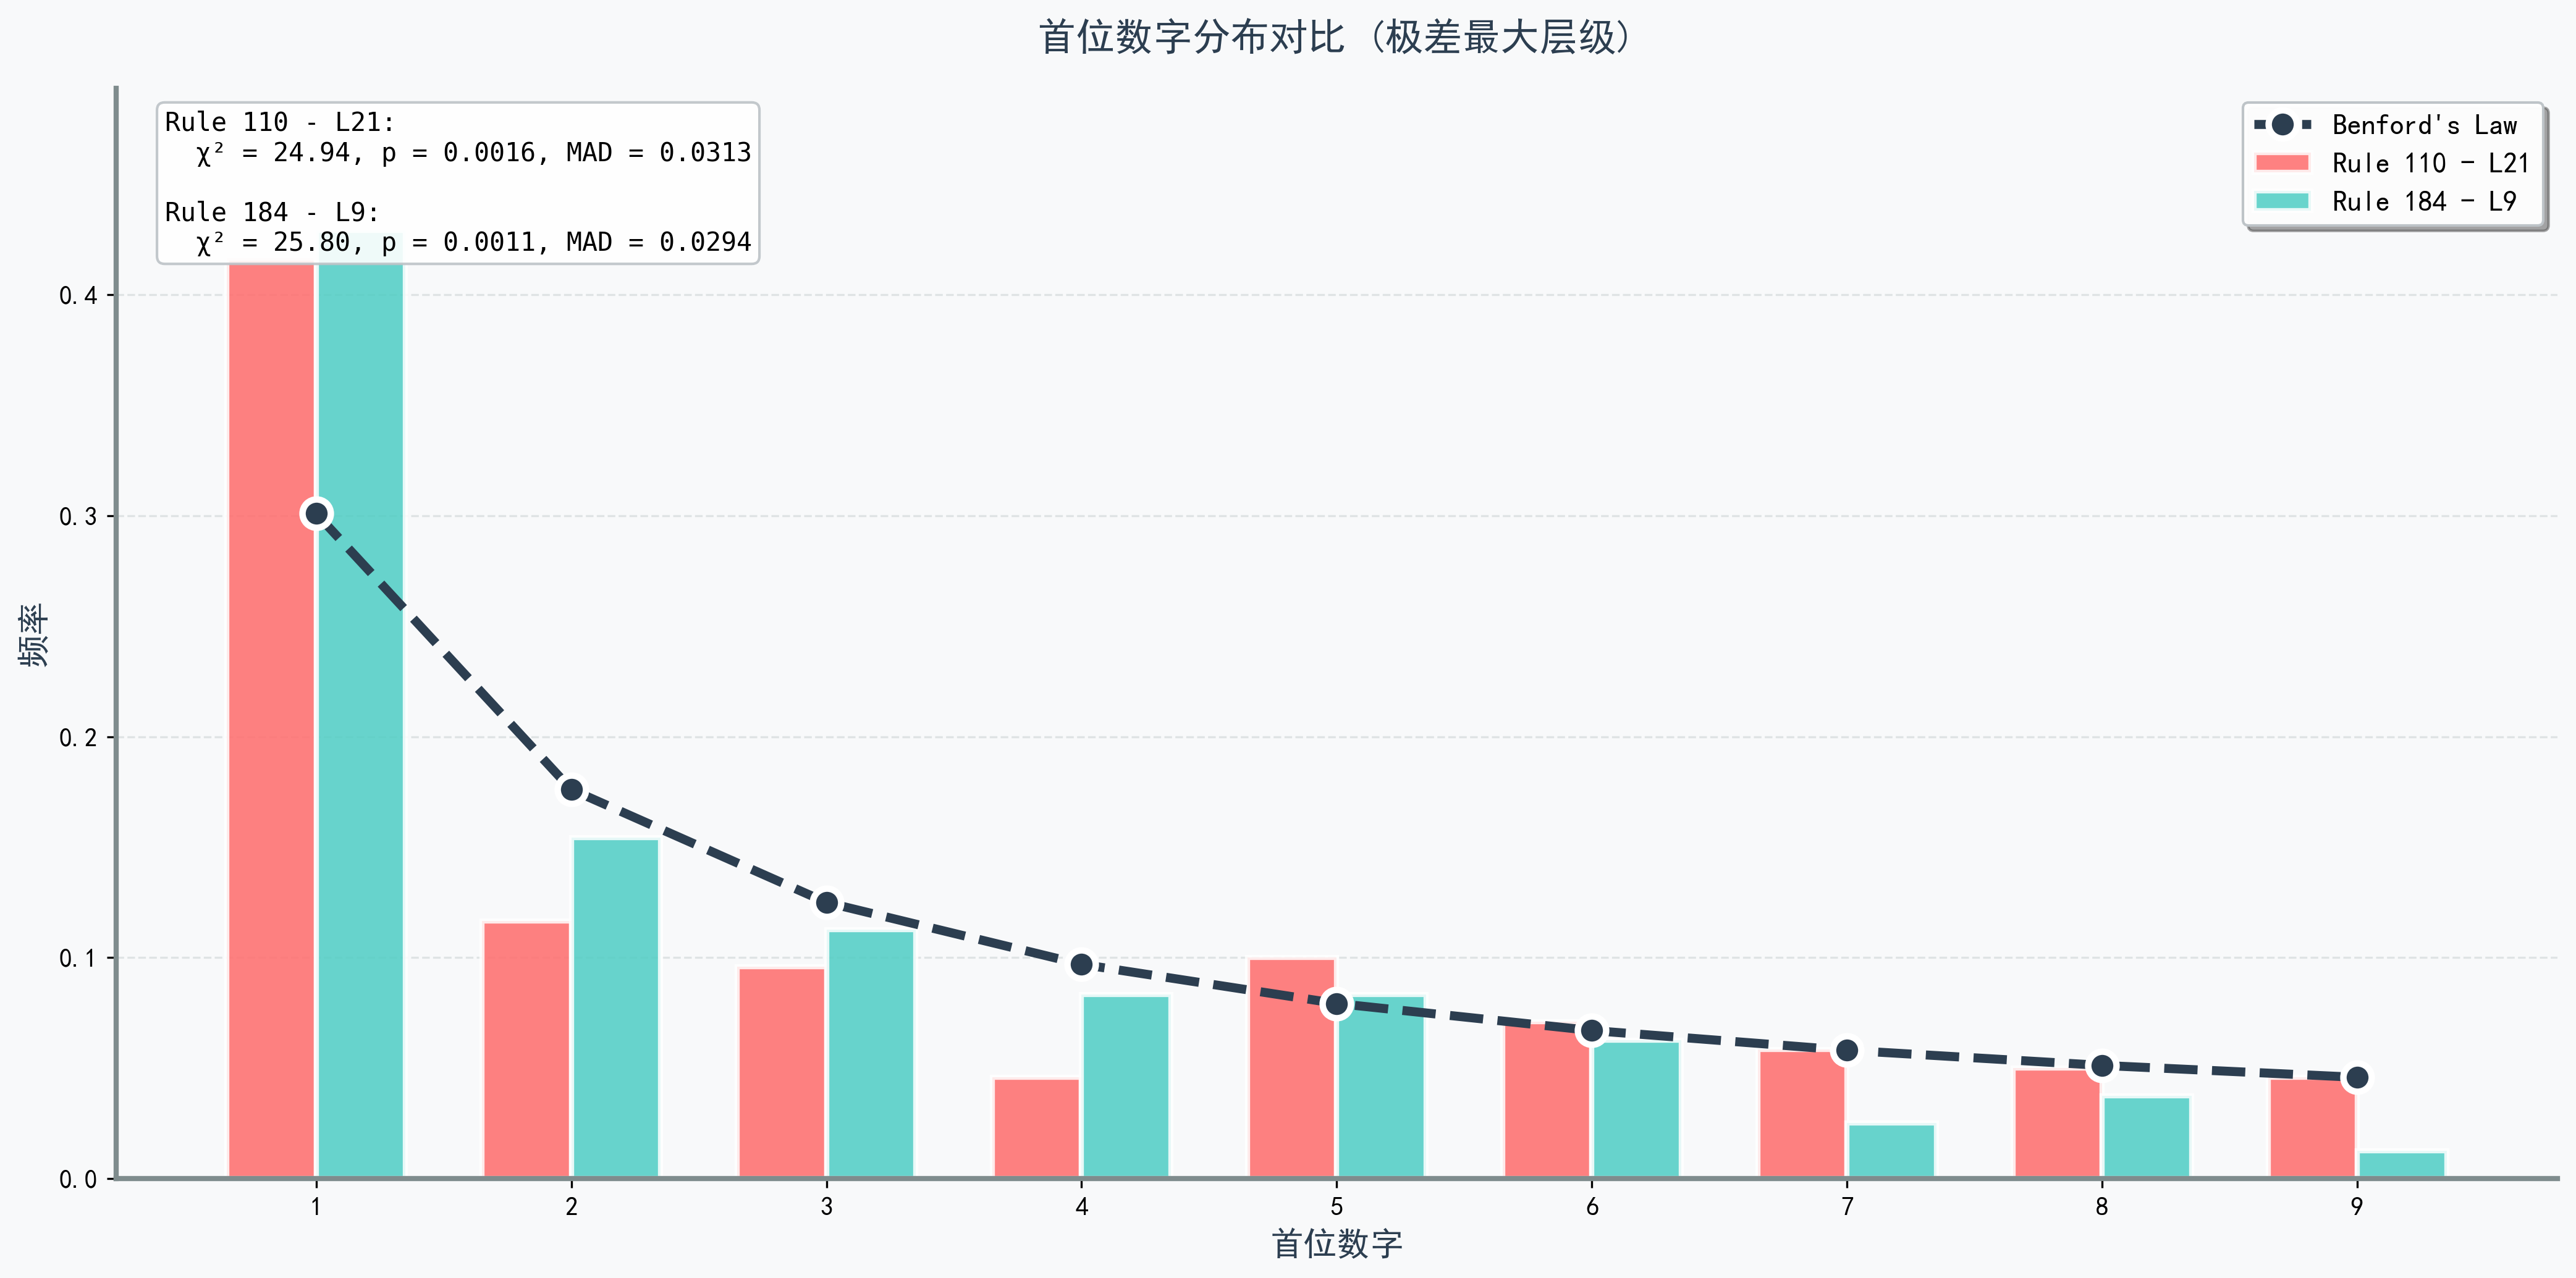 首位数字分布对比 (极差最大层级)
Rule 110 - L21:
χ² = 24.94, p = 0.0016, MAD = 0.0313
Rule 184 - L9:
χ² = 25.80, p = 0.0011, MAD = 0.0294
Benford's Law
Rule 110 - L21
Rule 184 - L9
频率
0.4
0.3
0.2
0.1
0.0
1 2 3 4 5 6 7 8 9
首位数字